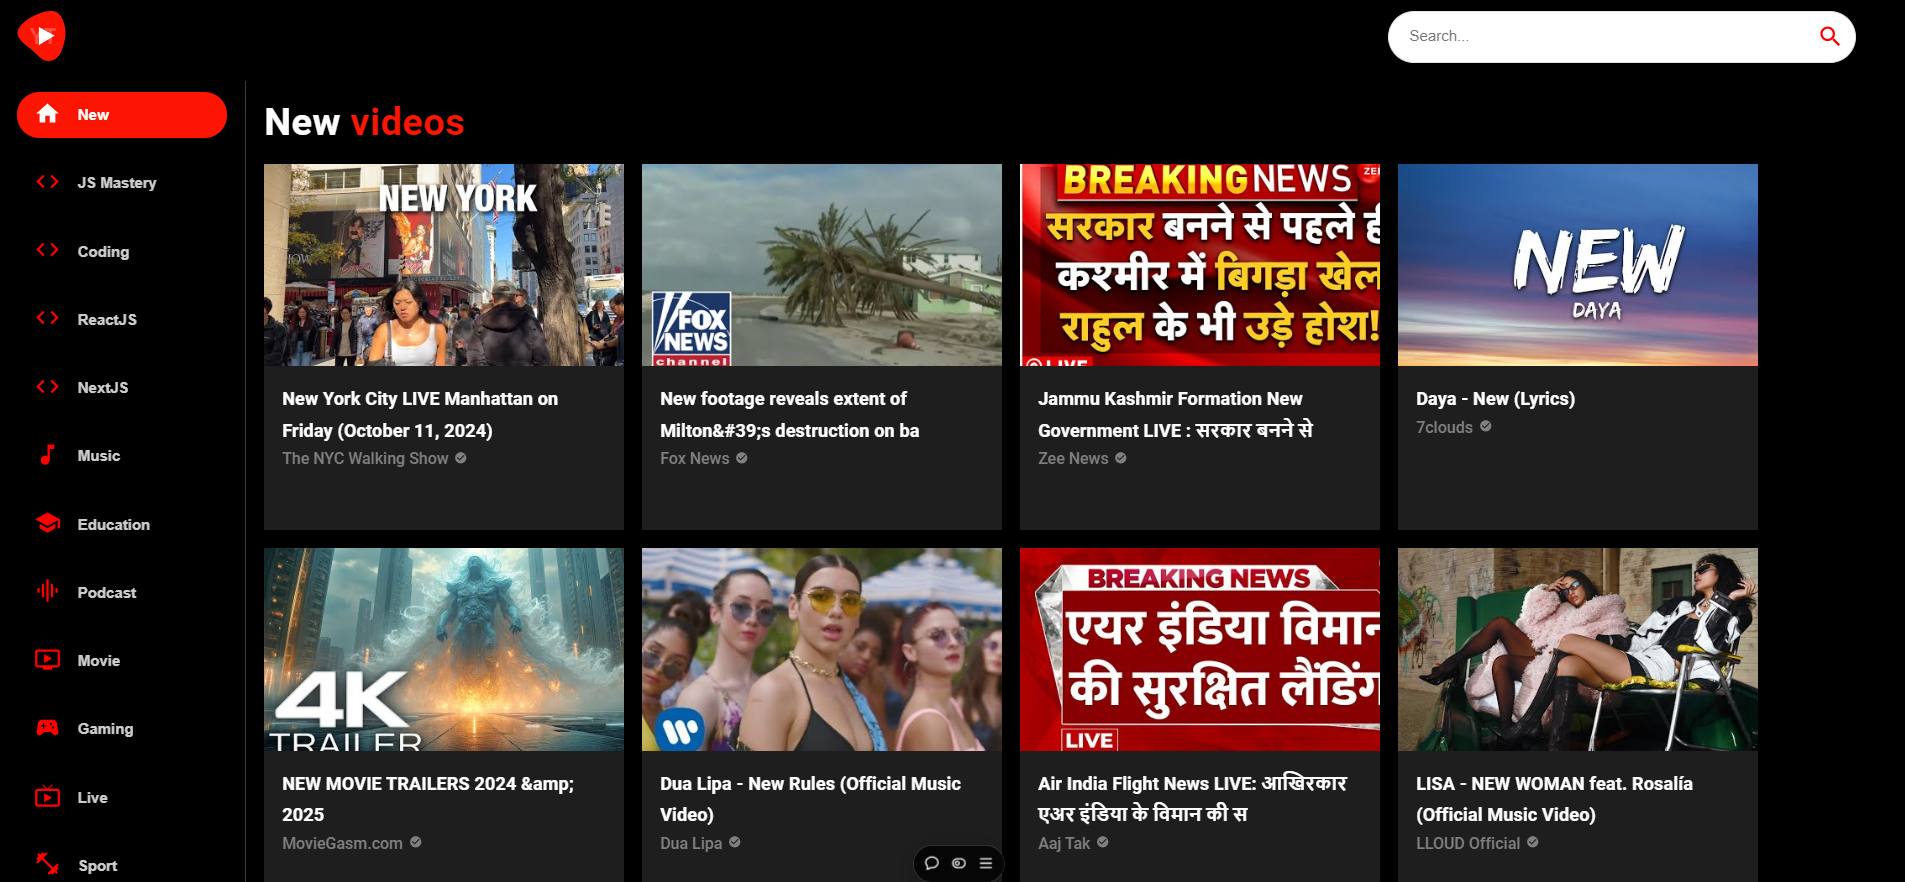 YT
Search...
New
JS Mastery
Coding
ReactJS
NextJS
Music
Education
Podcast
Movie
Gaming
Live
Sport
New videos
NEW YORK
New York City LIVE Manhattan on
Friday (October 11, 2024)
The NYC Walking Show
FOX
NEWS
channel
New footage reveals extent of
Milton&#39;s destruction on ba
Fox News
BREAKING NEWS
ZEE
सरकार बनने से पहले ही
कश्मीर में बिगड़ा खेल
राहुल के भी उड़े होश!
LIVE
Jammu Kashmir Formation New
Government LIVE : सरकार बनने से
Zee News
NEW
DAYA
Daya - New (Lyrics)
7clouds
4K
TRAILER
NEW MOVIE TRAILERS 2024 &amp;
2025
MovieGasm.com
Dua Lipa - New Rules (Official Music
Video)
Dua Lipa
BREAKING NEWS
एयर इंडिया विमान
की सुरक्षित लैंडिंग
LIVE
Air India Flight News LIVE: आखिरकार
एअर इंडिया के विमान की स
Aaj Tak
LISA - NEW WOMAN feat. Rosalía
(Official Music Video)
LLOUD Official